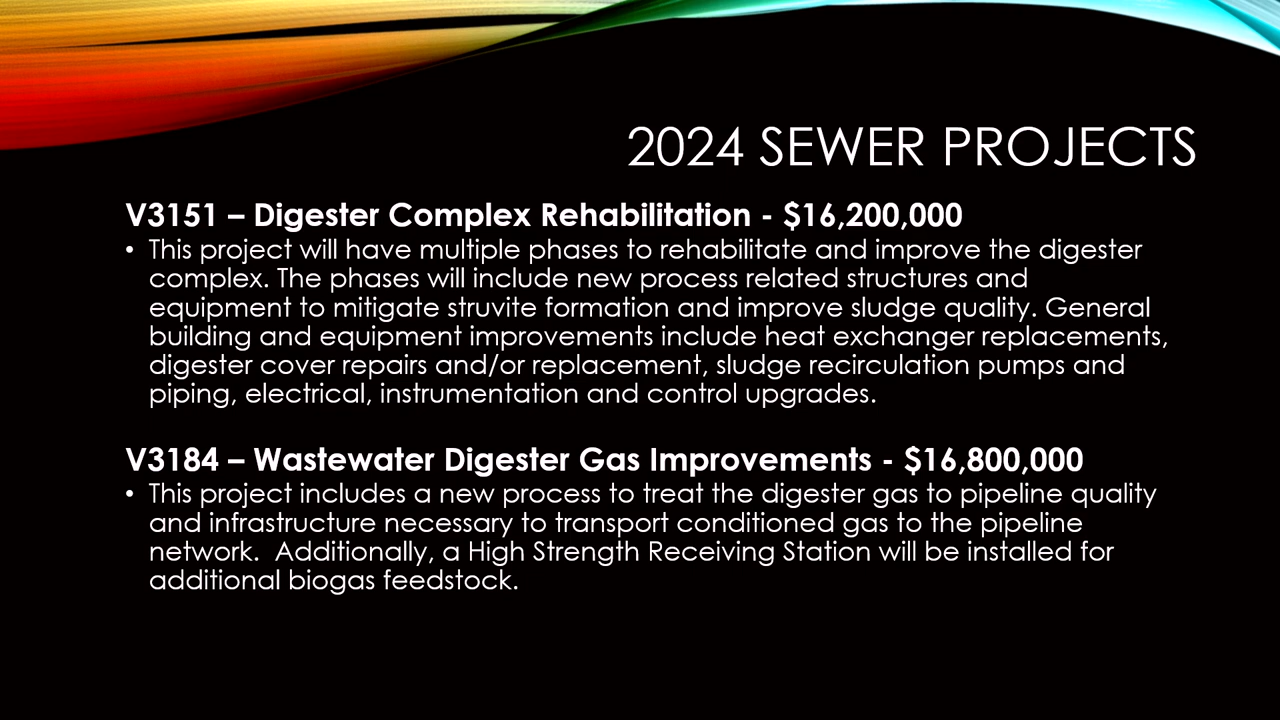 2024 SEWER PROJECTS
V3151 – Digester Complex Rehabilitation - $16,200,000
• This project will have multiple phases to rehabilitate and improve the digester
complex. The phases will include new process related structures and
equipment to mitigate struvite formation and improve sludge quality. General
building and equipment improvements include heat exchanger replacements,
digester cover repairs and/or replacement, sludge recirculation pumps and
piping, electrical, instrumentation and control upgrades.
V3184 – Wastewater Digester Gas Improvements - $16,800,000
• This project includes a new process to treat the digester gas to pipeline quality
and infrastructure necessary to transport conditioned gas to the pipeline
network.  Additionally, a High Strength Receiving Station will be installed for
additional biogas feedstock.